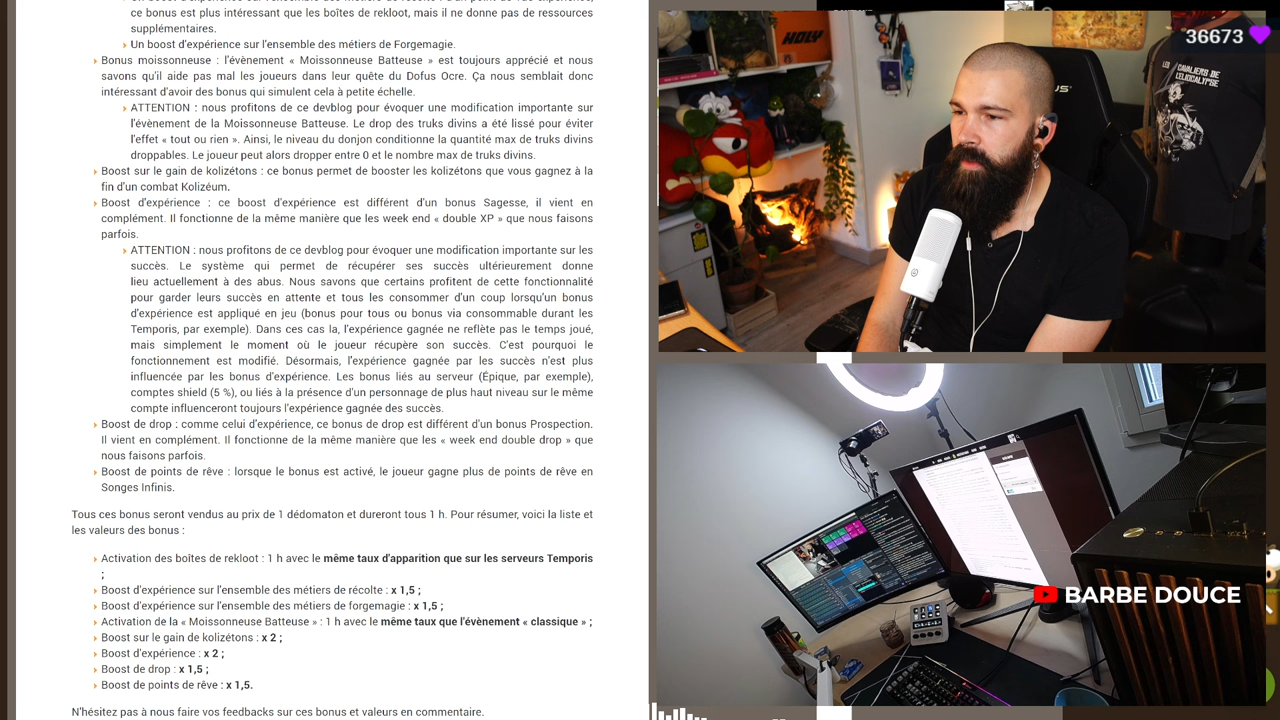 ce bonus est plus intéressant que les boîtes de rekloot, mais il ne donne pas de ressources
supplémentaires.
Un boost d'expérience sur l'ensemble des métiers de Forgemagie.
Bonus moissonneuse : l'évènement « Moissonneuse Batteuse » est toujours apprécié et nous
savons qu'il aide pas mal les joueurs dans leur quête du Dofus Ocre. Ça nous semblait donc
intéressant d'avoir des bonus qui simulent cela à petite échelle.
ATTENTION : nous profitons de ce devblog pour évoquer une modification importante sur
l'évènement de la Moissonneuse Batteuse. Le drop des truks divins a été lissé pour éviter
l'effet « tout ou rien ». Ainsi, le niveau du donjon conditionne la quantité max de truks divins
droppables. Le joueur peut alors dropper entre 0 et le nombre max de truks divins.
Boost sur le gain de kolizétons : ce bonus permet de booster les kolizétons que vous gagnez à la
fin d'un combat Kolizéum.
Boost d'expérience : ce boost d'expérience est différent d'un bonus Sagesse, il vient en
complément. Il fonctionne de la même manière que les week end « double XP » que nous faisons
parfois.
ATTENTION : nous profitons de ce devblog pour évoquer une modification importante sur les
succès. Le système qui permet de récupérer ses succès ultérieurement donne
lieu actuellement à des abus. Nous savons que certains profitent de cette fonctionnalité
pour garder leurs succès en attente et tous les consommer d'un coup lorsqu'un bonus
d'expérience est appliqué en jeu (bonus pour tous ou bonus via consommable durant les
Temporis, par exemple). Dans ces cas la, l'expérience gagnée ne reflète pas le temps joué,
mais simplement le moment où le joueur récupère son succès. C'est pourquoi le
fonctionnement est modifié. Désormais, l'expérience gagnée par les succès n'est plus
influencée par les bonus d'expérience. Les bonus liés au serveur (Épique, par exemple),
comptes shield (5 %), ou liés à la présence d'un personnage de plus haut niveau sur le même
compte influenceront toujours l'expérience gagnée des succès.
Boost de drop : comme celui d'expérience, ce bonus de drop est différent d'un bonus Prospection.
Il vient en complément. Il fonctionne de la même manière que les « week end double drop » que
nous faisons parfois.
Boost de points de rêve : lorsque le bonus est activé, le joueur gagne plus de points de rêve en
Songes Infinis.
Tous ces bonus seront vendus au prix de 1 dédomaton et dureront tous 1 h. Pour résumer, voici la liste et
les valeurs des bonus :
Activation des boîtes de rekloot : 1 h avec le même taux d'apparition que sur les serveurs Temporis
;
Boost d'expérience sur l'ensemble des métiers de récolte : x 1,5 ;
Boost d'expérience sur l'ensemble des métiers de forgemagie : x 1,5 ;
Activation de la « Moissonneuse Batteuse » : 1 h avec le même taux que l'évènement « classique » ;
Boost sur le gain de kolizétons : x 2 ;
Boost d'expérience : x 2 ;
Boost de drop : x 1,5 ;
Boost de points de rêve : x 1,5.
N'hésitez pas à nous faire vos feedbacks sur ces bonus et valeurs en commentaire.
36673
HOLY
LES CAVALIERS DE
L'ELIOCALYPSE
BARBE DOUCE